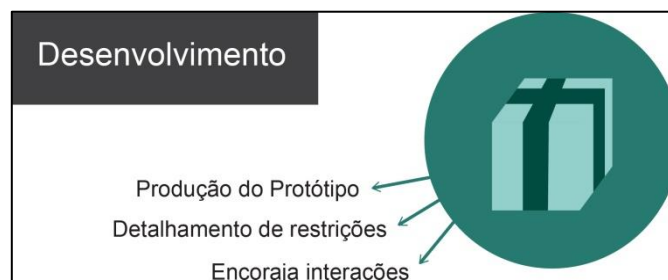 Desenvolvimento
Produção do Protótipo
Detalhamento de restrições
Encoraja interações